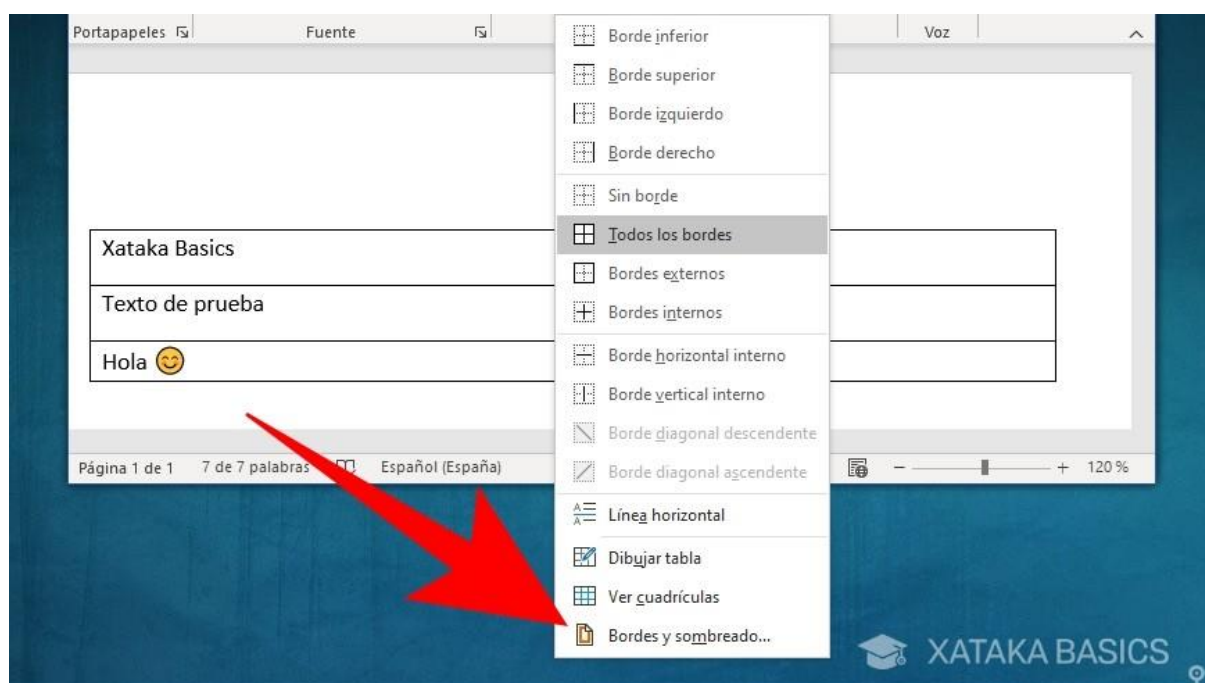 Portapapeles
Fuente
Voz
Borde inferior
Borde superior
Borde izquierdo
Borde derecho
Sin borde
Todos los bordes
Bordes externos
Bordes internos
Borde horizontal interno
Borde vertical interno
Borde diagonal descendente
Borde diagonal ascendente
Línea horizontal
Dibujar tabla
Ver cuadrículas
Bordes y sombreado...
Xataka Basics
Texto de prueba
Hola 😊
Página 1 de 1 7 de 7 palabras Español (España)
- + 120 %
XATAKA BASICS